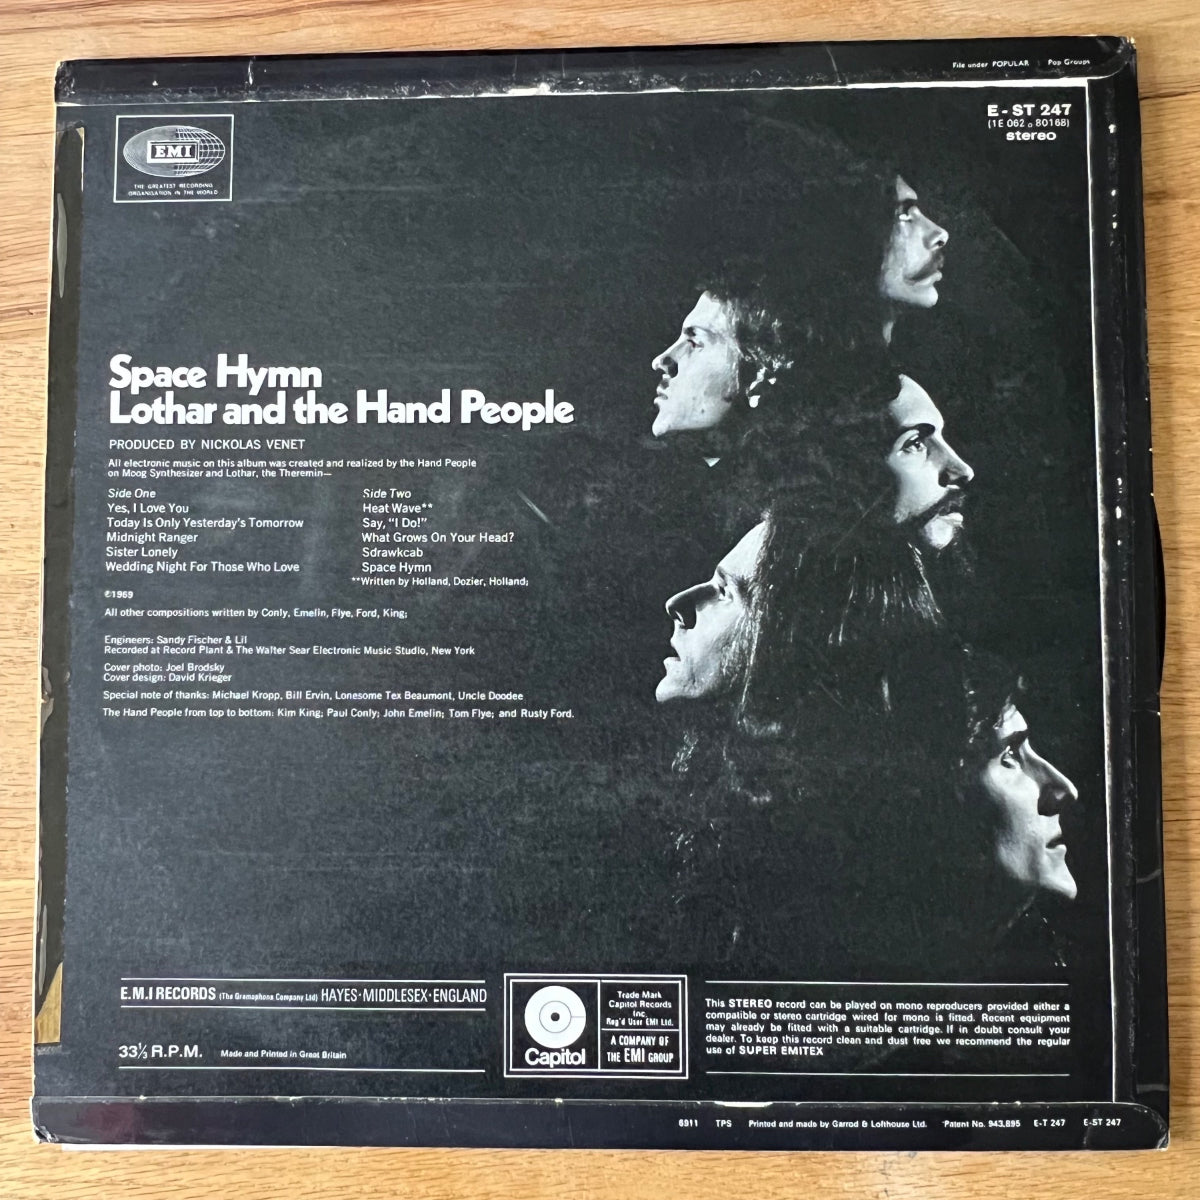 File under POPULAR Pop Groups
E - ST 247
(1E 062 o 80168)
stereo
EMI
THE GREATEST RECORDING
ORGANISATION IN THE WORLD
Space Hymn
Lothar and the Hand People
PRODUCED BY NICKOLAS VENET
All electronic music on this album was created and realized by the Hand People
on Moog Synthesizer and Lothar, the Theremin—
Side One
Yes, I Love You
Today Is Only Yesterday's Tomorrow
Midnight Ranger
Sister Lonely
Wedding Night For Those Who Love
Side Two
Heat Wave**
Say, "I Do!"
What Grows On Your Head?
Sdrawkcab
Space Hymn
**Written by Holland, Dozier, Holland;
℗1969
All other compositions written by Conly, Emelin, Flye, Ford, King;
Engineers: Sandy Fischer & Lil
Recorded at Record Plant & The Walter Sear Electronic Music Studio, New York
Cover photo: Joel Brodsky
Cover design: David Krieger
Special note of thanks: Michael Kropp, Bill Ervin, Lonesome Tex Beaumont, Uncle Doodee
The Hand People from top to bottom: Kim King; Paul Conly; John Emelin; Tom Flye; and Rusty Ford.
E.M.I RECORDS (The Gramophone Company Ltd) HAYES·MIDDLESEX·ENGLAND
33⅓ R.P.M. Made and Printed in Great Britain
Capitol
Trade Mark
Capitol Records
Inc.
Reg'd User EMI Ltd.
A COMPANY OF
THE EMI GROUP
This STEREO record can be played on mono reproducers provided either a
compatible or stereo cartridge wired for mono is fitted. Recent equipment
may already be fitted with a suitable cartridge. If in doubt consult your
dealer. To keep this record clean and dust free we recommend the regular
use of SUPER EMITEX
6911 TPS Printed and made by Garrod & Lofthouse Ltd. Patent No. 943,895 E-T 247 E-ST 247